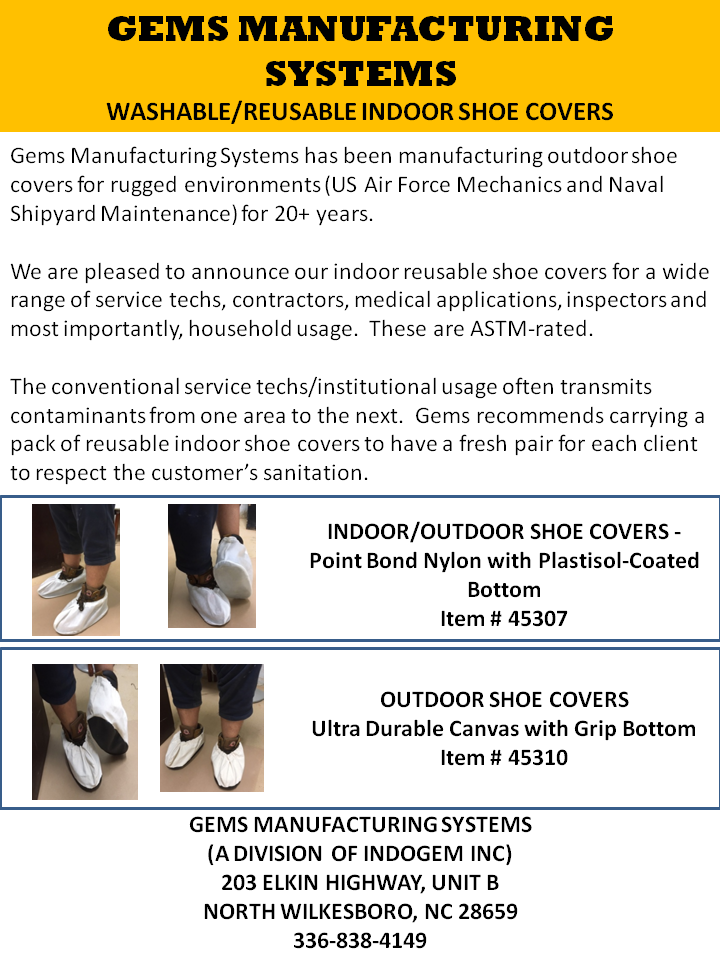 GEMS MANUFACTURING
SYSTEMS
WASHABLE/REUSABLE INDOOR SHOE COVERS
Gems Manufacturing Systems has been manufacturing outdoor shoe
covers for rugged environments (US Air Force Mechanics and Naval
Shipyard Maintenance) for 20+ years.
We are pleased to announce our indoor reusable shoe covers for a wide
range of service techs, contractors, medical applications, inspectors and
most importantly, household usage.  These are ASTM-rated.
The conventional service techs/institutional usage often transmits
contaminants from one area to the next.  Gems recommends carrying a
pack of reusable indoor shoe covers to have a fresh pair for each client
to respect the customer’s sanitation.
INDOOR/OUTDOOR SHOE COVERS -
Point Bond Nylon with Plastisol-Coated
Bottom
Item # 45307
OUTDOOR SHOE COVERS
Ultra Durable Canvas with Grip Bottom
Item # 45310
GEMS MANUFACTURING SYSTEMS
(A DIVISION OF INDOGEM INC)
203 ELKIN HIGHWAY, UNIT B
NORTH WILKESBORO, NC 28659
336-838-4149